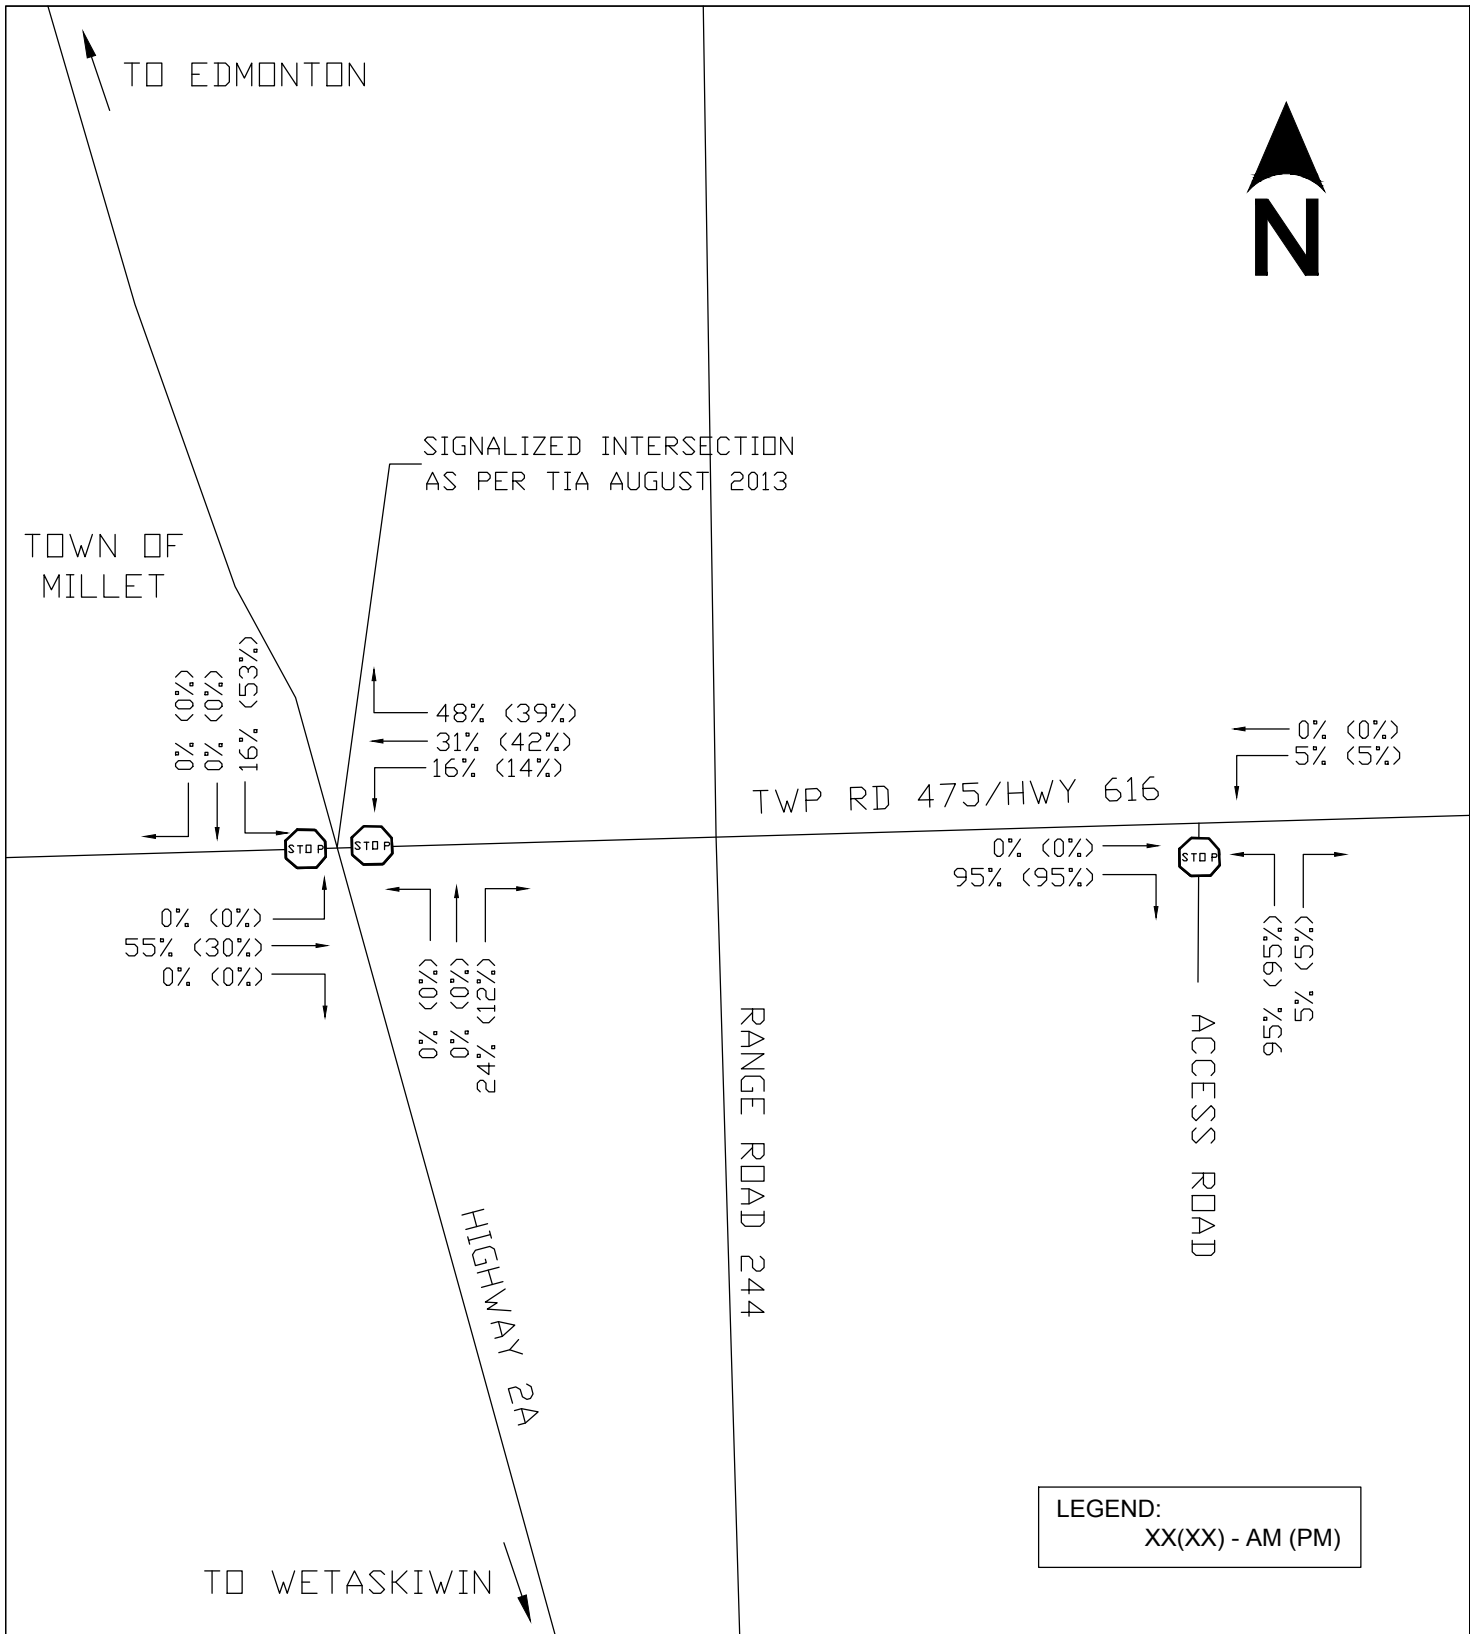 TO EDMONTON
N
SIGNALIZED INTERSECTION
AS PER TIA AUGUST 2013
TOWN OF
MILLET
0% (0%)
0% (0%)
16% (53%)
48% (39%)
31% (42%)
16% (14%)
0% (0%)
5% (5%)
TWP RD 475/HWY 616
STOP
STOP
0% (0%)
95% (95%)
STOP
0% (0%)
55% (30%)
0% (0%)
0% (0%)
0% (0%)
24% (12%)
95% (95%)
5% (5%)
RANGE ROAD 244
ACCESS ROAD
HIGHWAY 2A
LEGEND:
XX(XX) - AM (PM)
TO WETASKIWIN